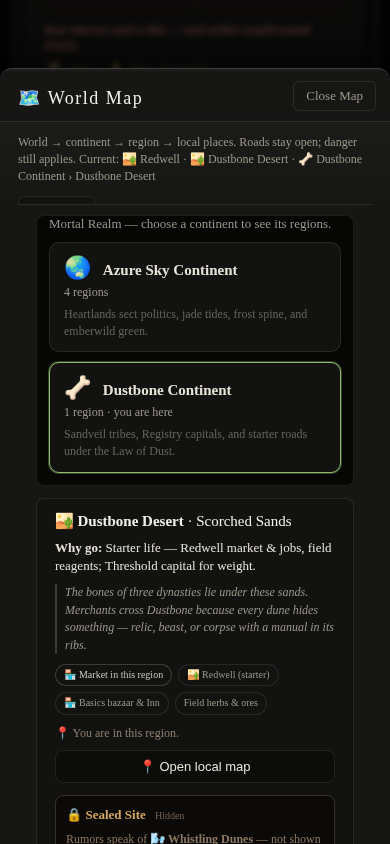 🗺️ World Map
Close Map
World → continent → region → local places. Roads stay open; danger
still applies. Current: 🏜️ Redwell · 🏜️ Dustbone Desert · 🦴 Dustbone
Continent › Dustbone Desert
Mortal Realm — choose a continent to see its regions.
🌏 Azure Sky Continent
4 regions
Heartlands sect politics, jade tides, frost spine, and
emberwild green.
🦴 Dustbone Continent
1 region · you are here
Sandveil tribes, Registry capitals, and starter roads
under the Law of Dust.
🏜️ Dustbone Desert · Scorched Sands
Why go: Starter life — Redwell market & jobs, field
reagents; Threshold capital for weight.
The bones of three dynasties lie under these sands.
Merchants cross Dustbone because every dune hides
something — relic, beast, or corpse with a manual in its
ribs.
🏪 Market in this region
🏜️ Redwell (starter)
🏪 Basics bazaar & Inn
Field herbs & ores
📍 You are in this region.
📍 Open local map
🔒 Sealed Site Hidden
Rumors speak of 🌬️ Whistling Dunes — not shown